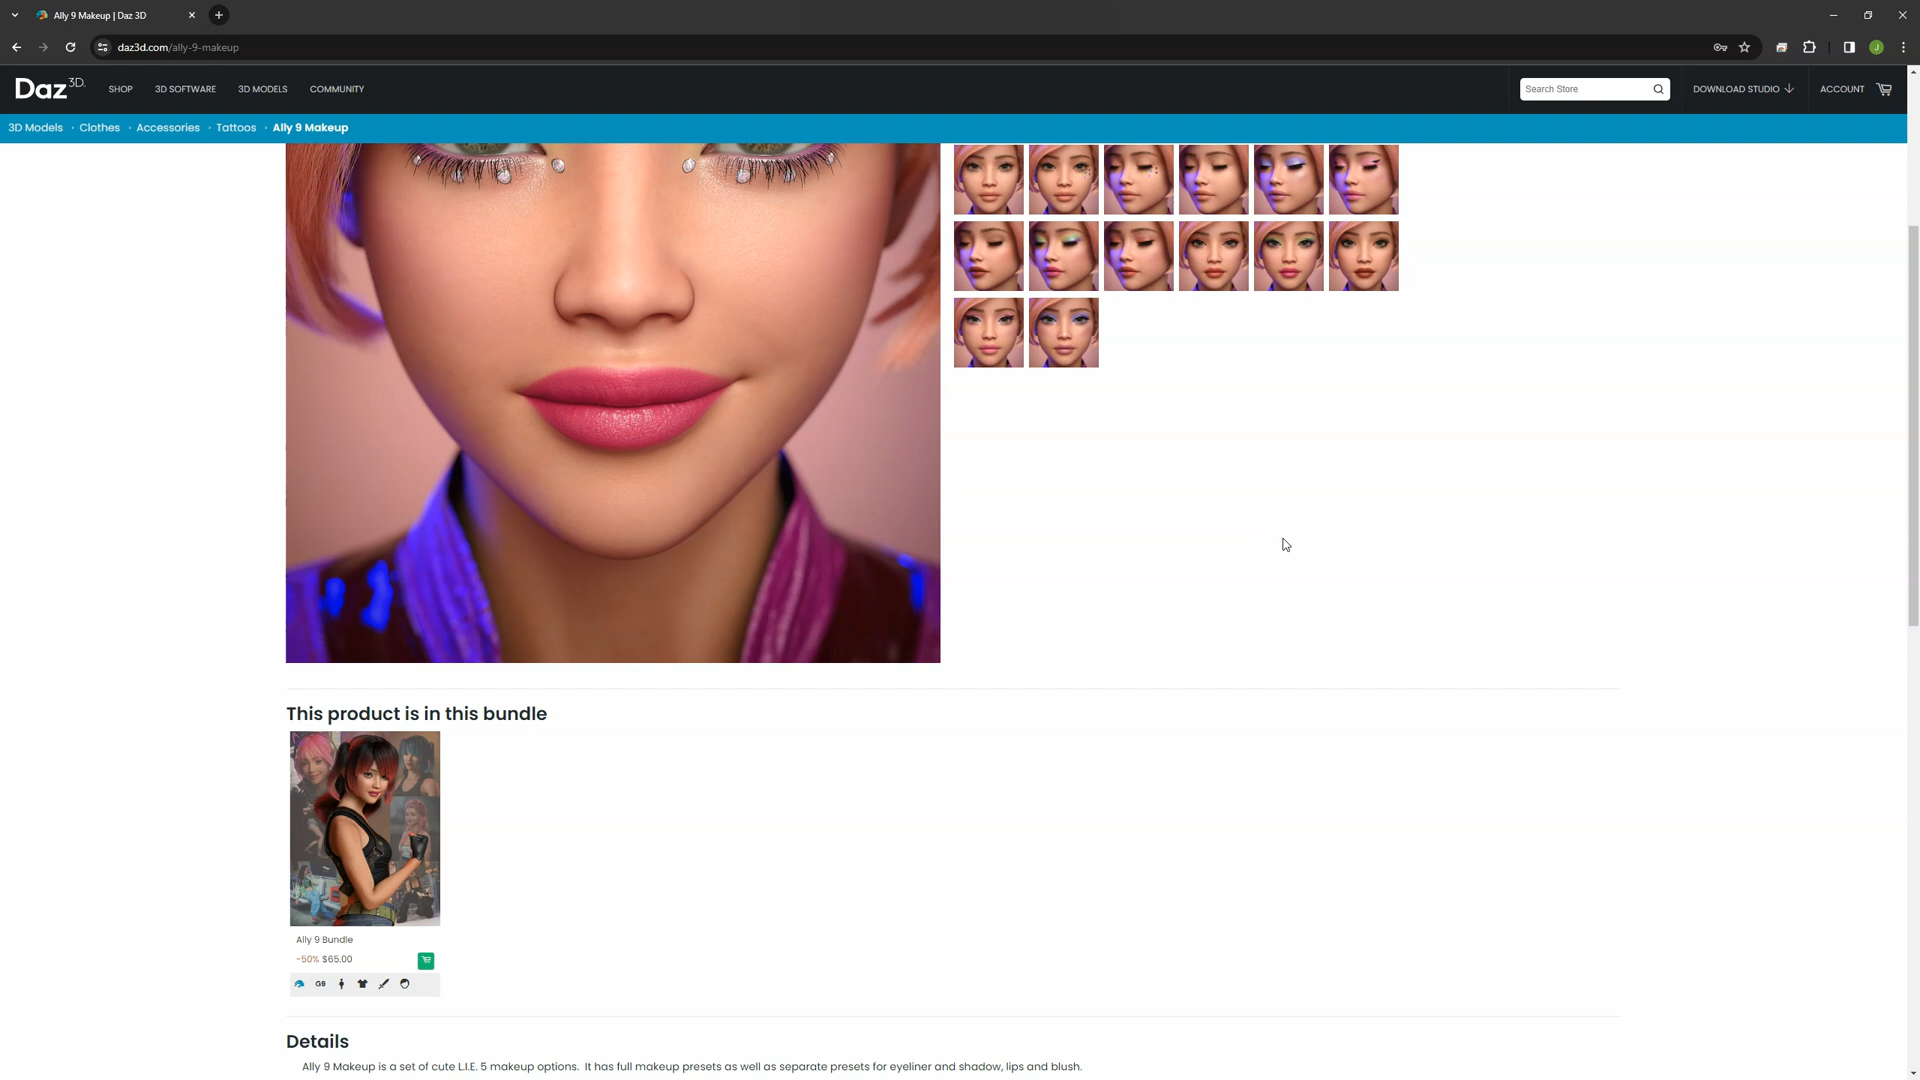 Ally 9 Makeup | Daz 3D
daz3d.com/ally-9-makeup
J
Daz 3D.
SHOP
3D SOFTWARE
3D MODELS
COMMUNITY
Search Store
DOWNLOAD STUDIO
ACCOUNT
3D Models · Clothes · Accessories · Tattoos · Ally 9 Makeup
This product is in this bundle
Ally 9 Bundle
-50% $65.00
G9
Details
Ally 9 Makeup is a set of cute L.I.E. 5 makeup options. It has full makeup presets as well as separate presets for eyeliner and shadow, lips and blush.